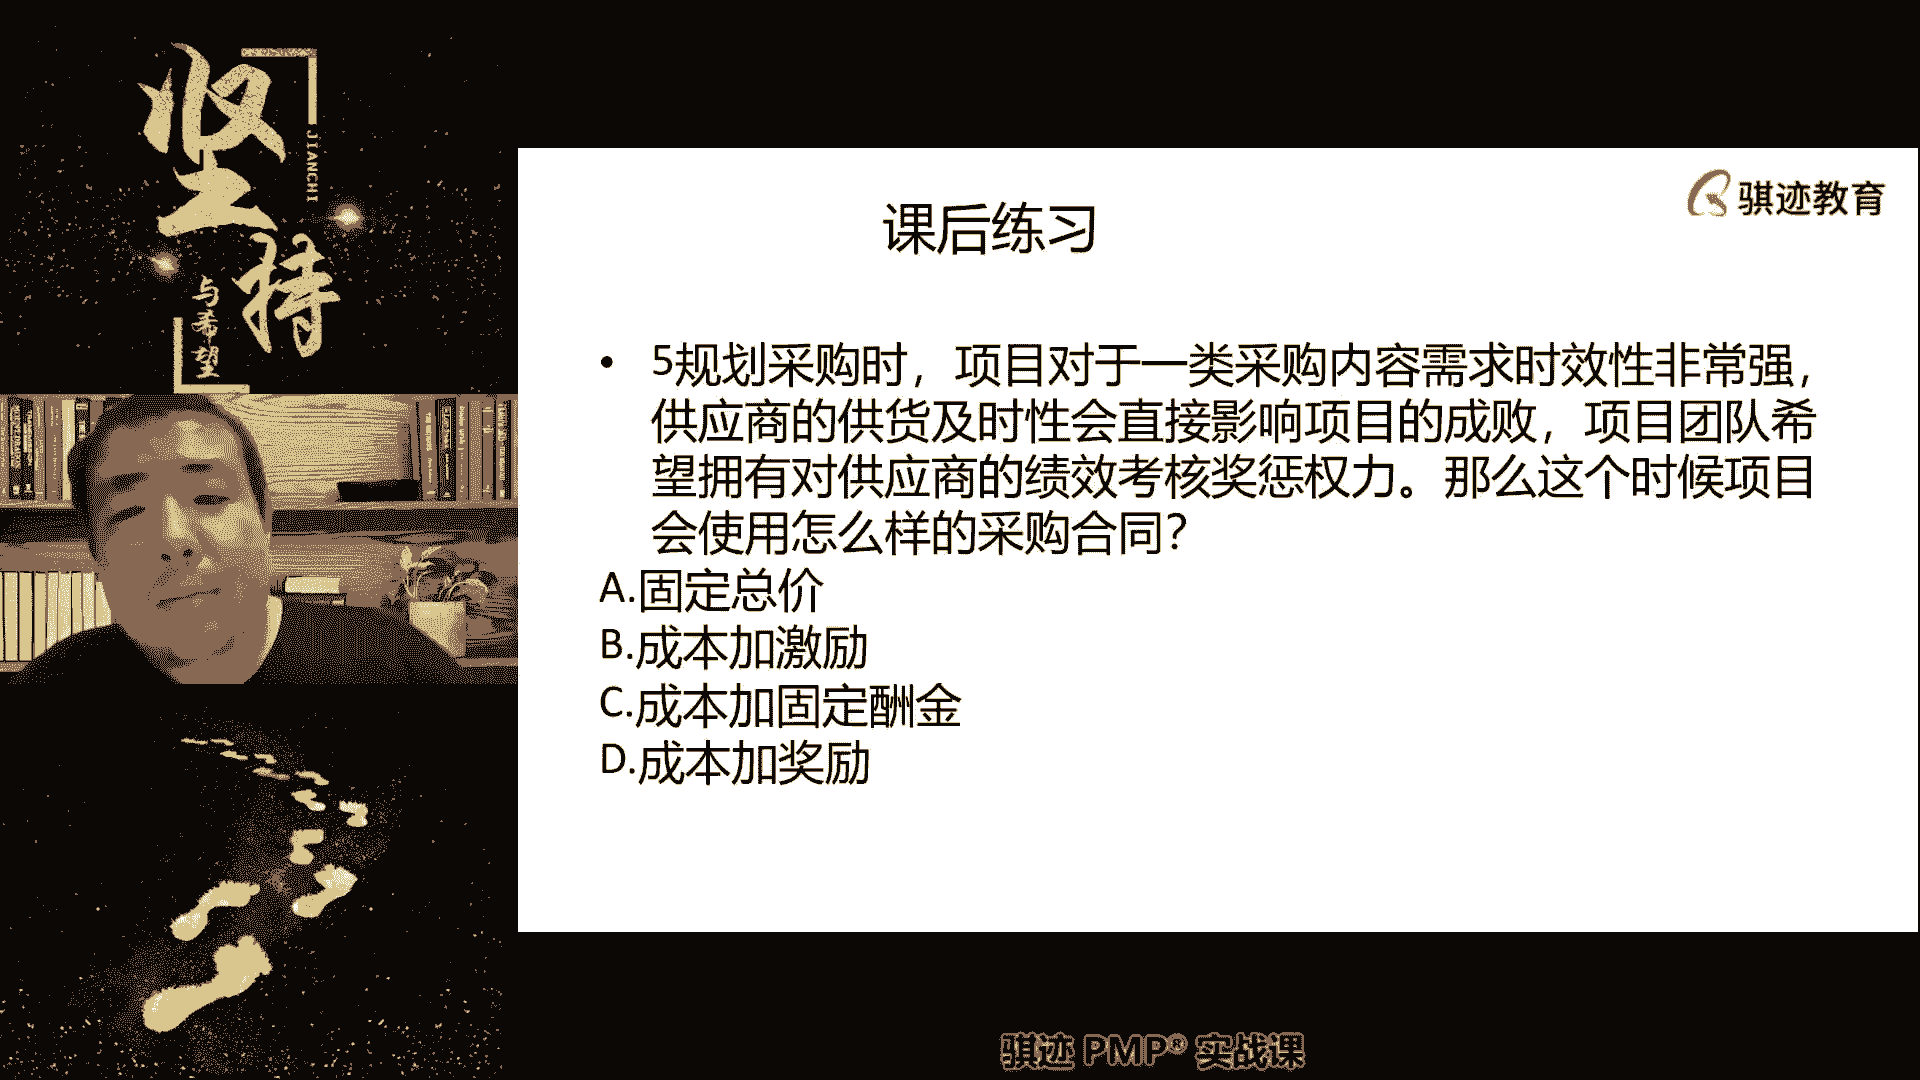 坚持
JIANCHI
与希望
骐迹教育
课后练习
• 5规划采购时，项目对于一类采购内容需求时效性非常强，
供应商的供货及时性会直接影响项目的成败，项目团队希
望拥有对供应商的绩效考核奖惩权力。那么这个时候项目
会使用怎么样的采购合同？
A.固定总价
B.成本加激励
C.成本加固定酬金
D.成本加奖励
骐迹 PMP® 实战课